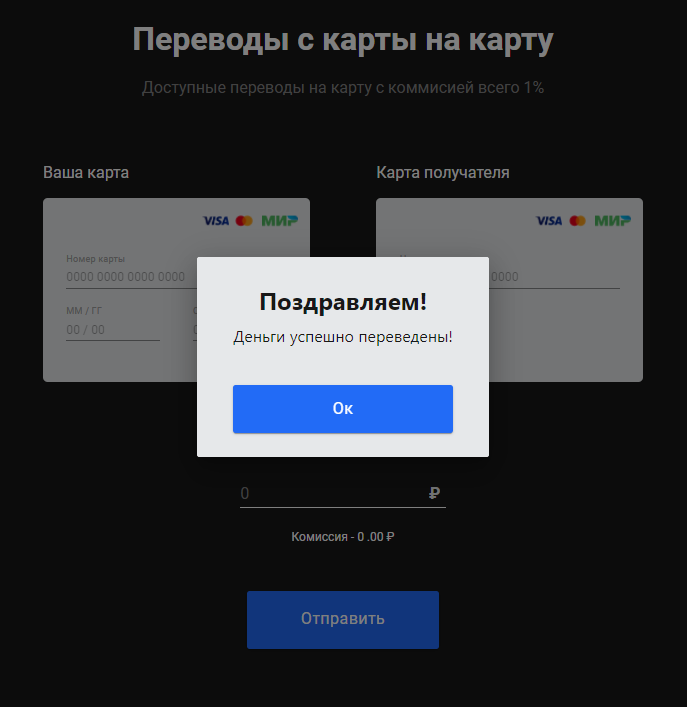 Переводы с карты на карту
Доступные переводы на карту с коммисией всего 1%
Ваша карта
Карта получателя
VISA МИР
VISA МИР
Номер карты
0000 0000 0000 0000
0000
ММ / ГГ
00 / 00
Поздравляем!
Деньги успешно переведены!
Ок
0 ₽
Комиссия - 0 .00 ₽
Отправить